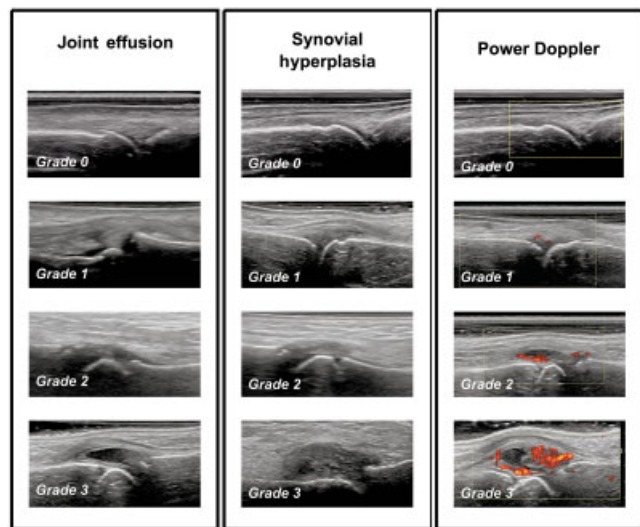 Joint effusion
Grade 0
Grade 1
Grade 2
Grade 3
Synovial
hyperplasia
Grade 0
Grade 1
Grade 2
Grade 3
Power Doppler
Grade 0
Grade 1
Grade 2
Grade 3